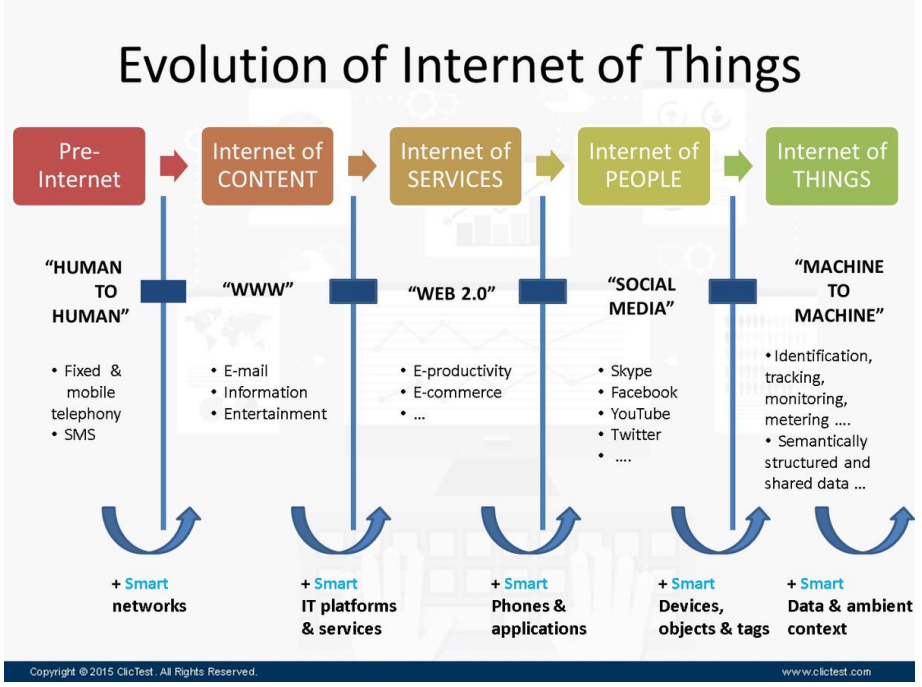 Evolution of Internet of Things
Pre-
Internet
Internet of
CONTENT
Internet of
SERVICES
Internet of
PEOPLE
Internet of
THINGS
“HUMAN
TO
HUMAN”
“WWW”
“WEB 2.0”
“SOCIAL
MEDIA”
“MACHINE
TO
MACHINE”
• Fixed &
mobile
telephony
• SMS
• E-mail
• Information
• Entertainment
• E-productivity
• E-commerce
• ...
• Skype
• Facebook
• YouTube
• Twitter
• ....
• Identification,
tracking,
monitoring,
metering ....
• Semantically
structured and
shared data ...
+ Smart
networks
+ Smart
IT platforms
& services
+ Smart
Phones &
applications
+ Smart
Devices,
objects & tags
+ Smart
Data & ambient
context
Copyright © 2015 ClicTest. All Rights Reserved.
www.clictest.com